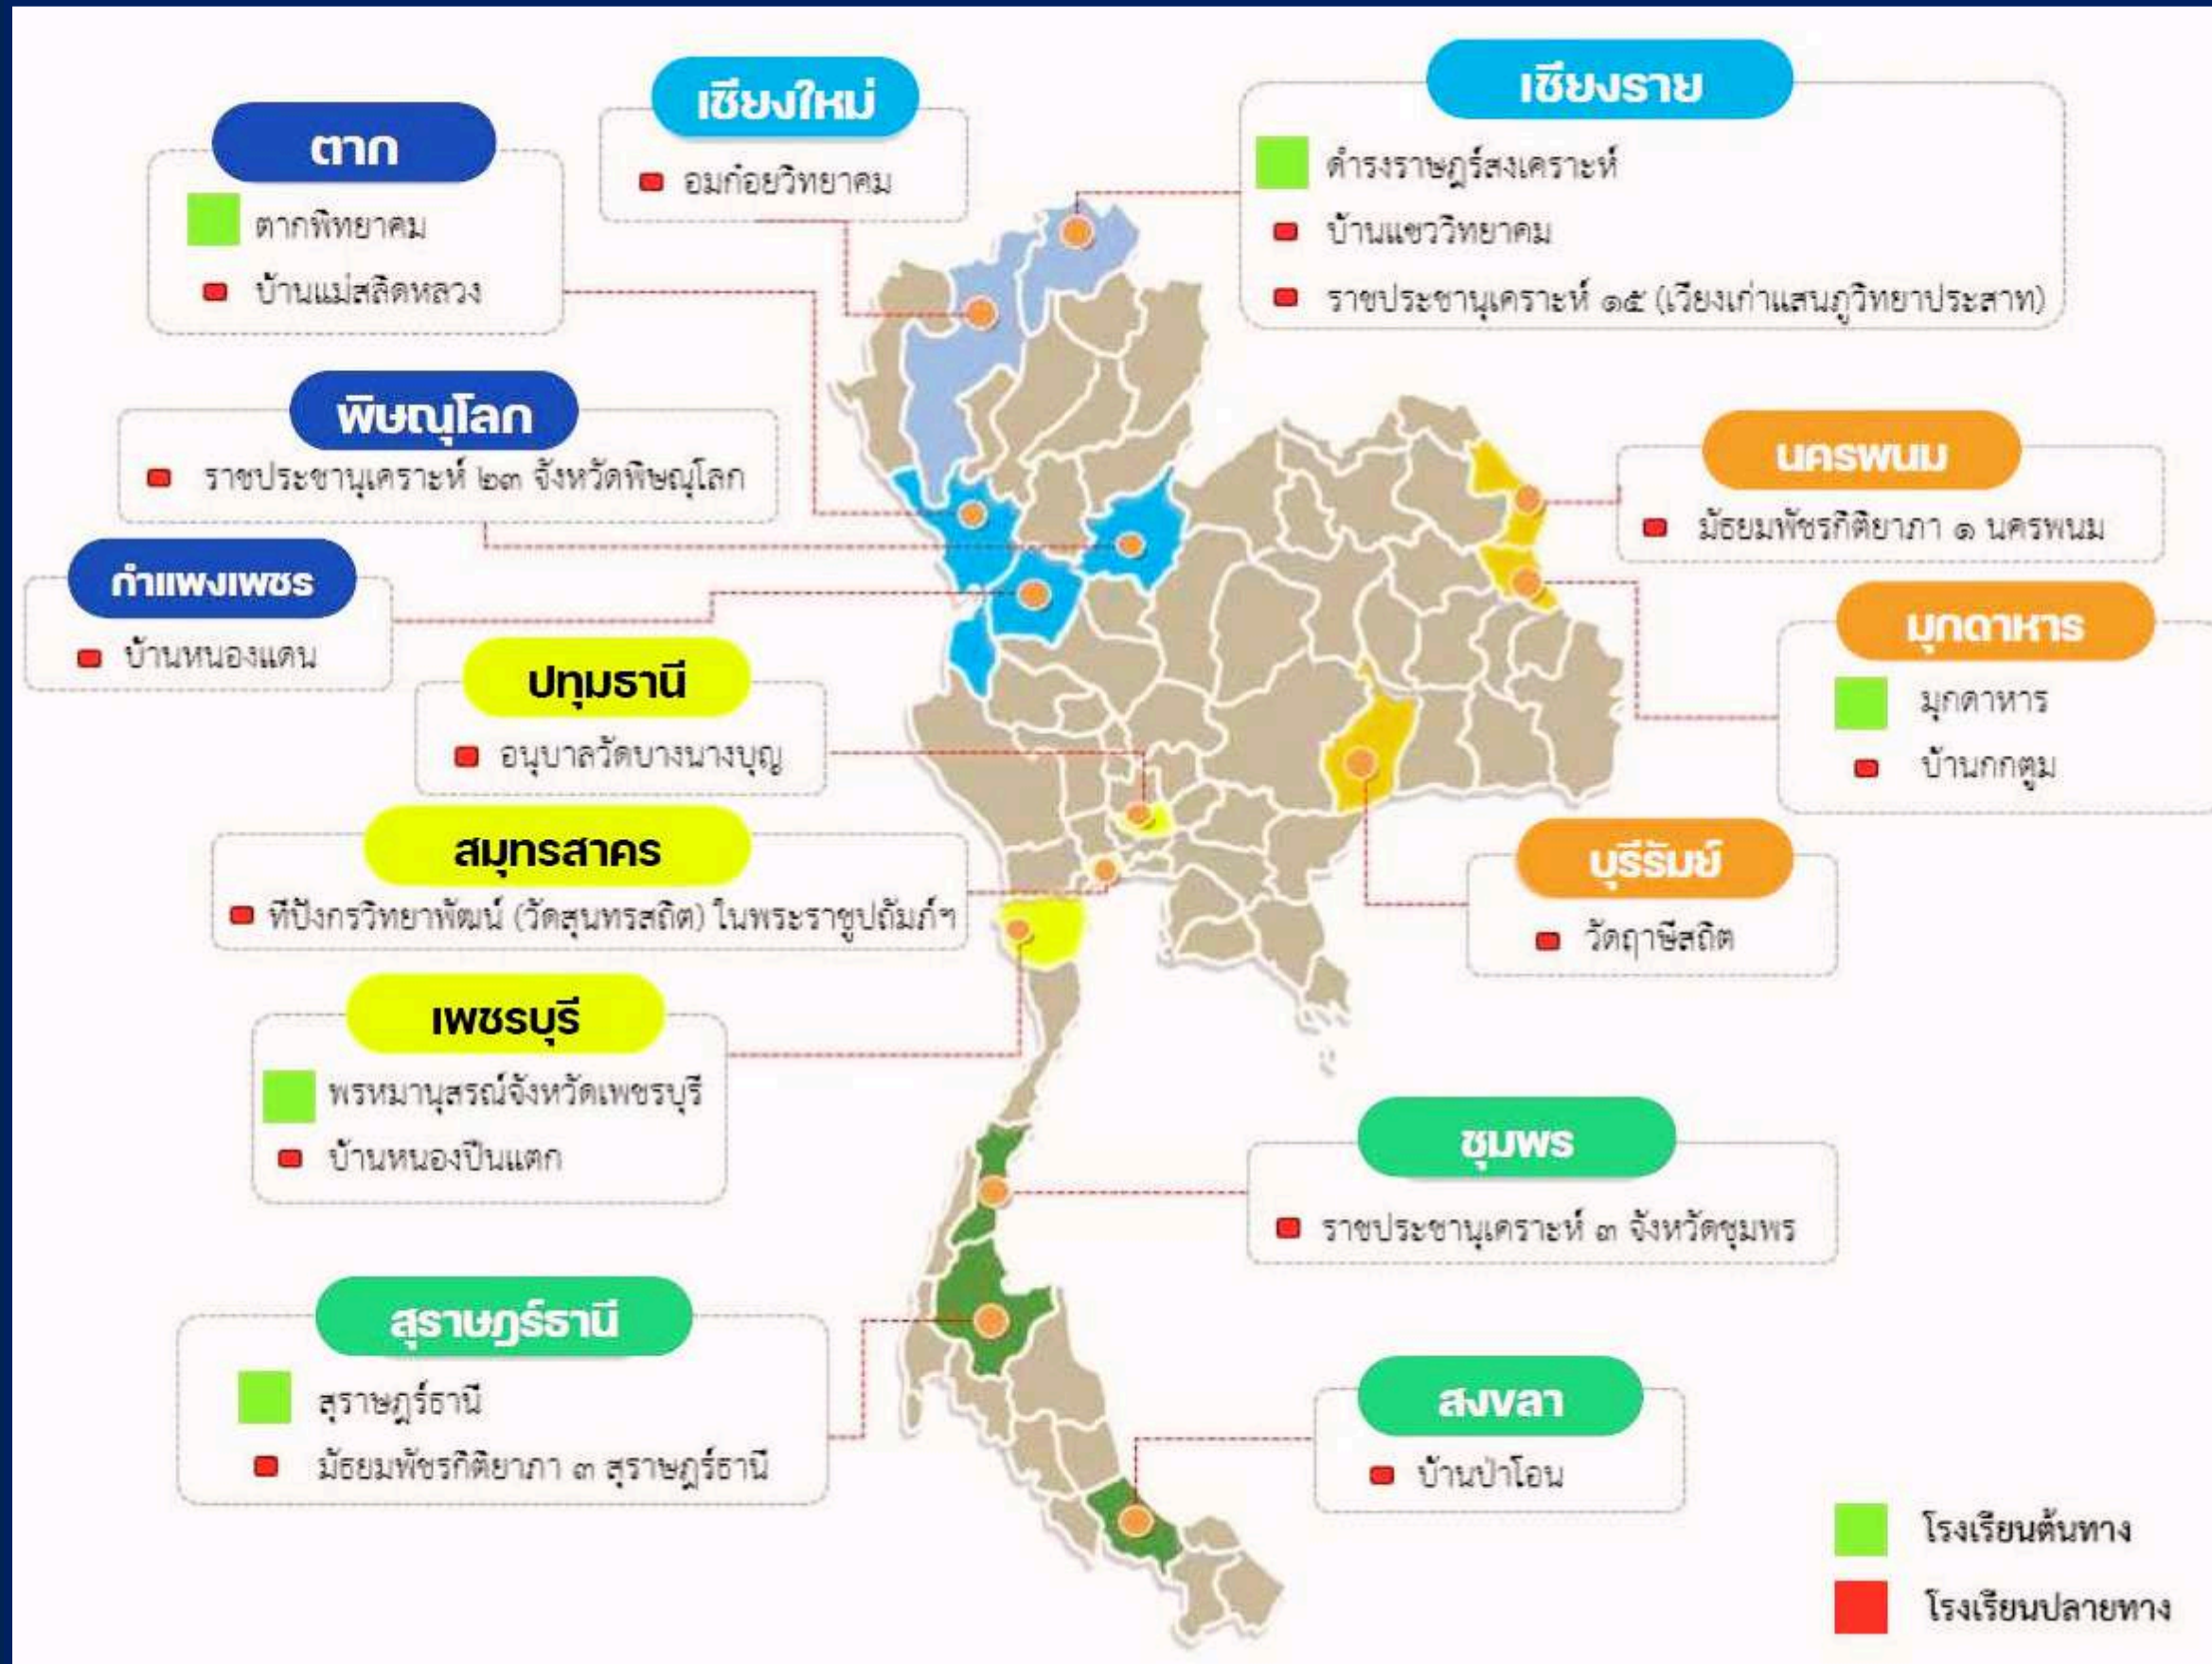 ตาก
ตากพิทยาคม
บ้านแม่สลิดหลวง
เชียงใหม่
อมก๋อยวิทยาคม
เชียงราย
ดำรงราษฎร์สงเคราะห์
บ้านแซววิทยาคม
ราชประชานุเคราะห์ ๑๕ (เวียงเก่าแสนภูวิทยาประสาท)
พิษณุโลก
ราชประชานุเคราะห์ ๒๓ จังหวัดพิษณุโลก
นครพนม
มัธยมพัชรกิติยาภา ๑ นครพนม
กำแพงเพชร
บ้านหนองแดน
มุกดาหาร
มุกดาหาร
บ้านกกตูม
ปทุมธานี
อนุบาลวัดบางนางบุญ
สมุทรสาคร
ทีปังกรวิทยาพัฒน์ (วัดสุนทรสถิต) ในพระราชูปถัมภ์ฯ
บุรีรัมย์
วัดฤาษีสถิต
เพชรบุรี
พรหมานุสรณ์จังหวัดเพชรบุรี
บ้านหนองปืนแตก
ชุมพร
ราชประชานุเคราะห์ ๓ จังหวัดชุมพร
สุราษฎร์ธานี
สุราษฎร์ธานี
มัธยมพัชรกิติยาภา ๓ สุราษฎร์ธานี
สงขลา
บ้านป่าโอน
โรงเรียนต้นทาง
โรงเรียนปลายทาง